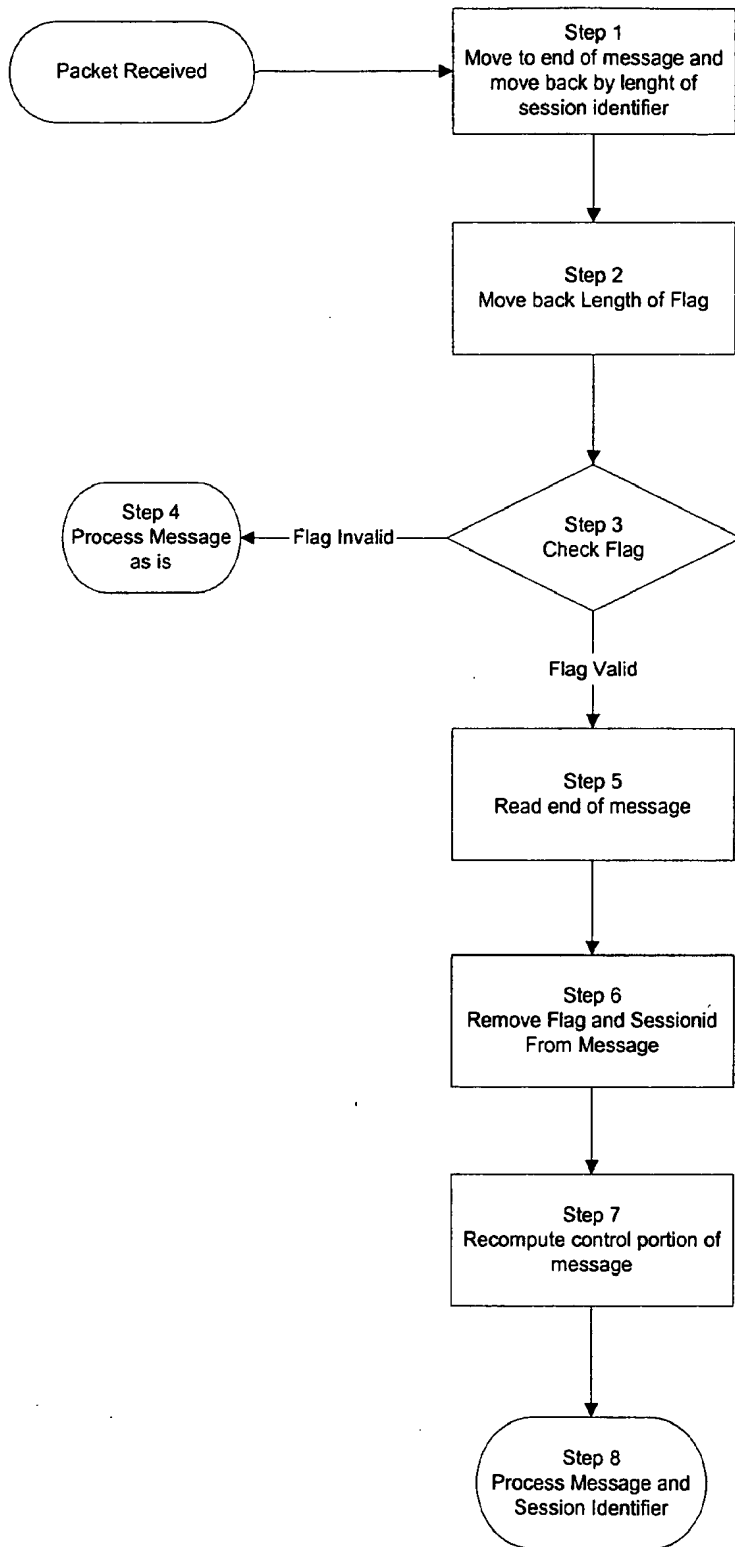 Packet Received
Step 1
Move to end of message and
move back by lenght of
session identifier
Step 2
Move back Length of Flag
Step 3
Check Flag
Flag Invalid
Step 4
Process Message
as is
Flag Valid
Step 5
Read end of message
Step 6
Remove Flag and Sessionid
From Message
Step 7
Recompute control portion of
message
Step 8
Process Message and
Session Identifier